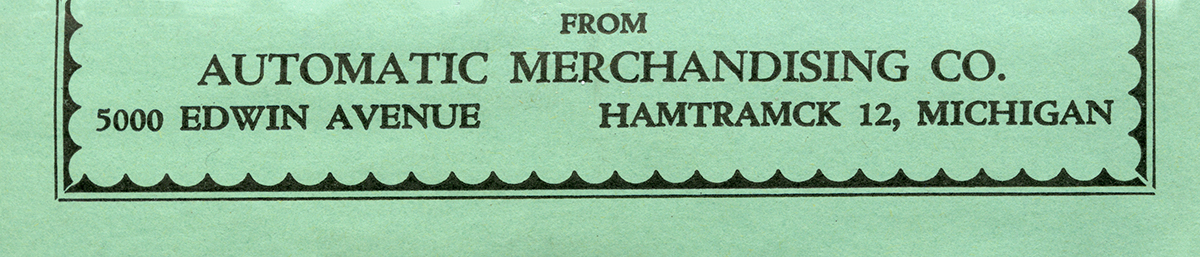 FROM
AUTOMATIC MERCHANDISING CO.
5000 EDWIN AVENUE HAMTRAMCK 12, MICHIGAN